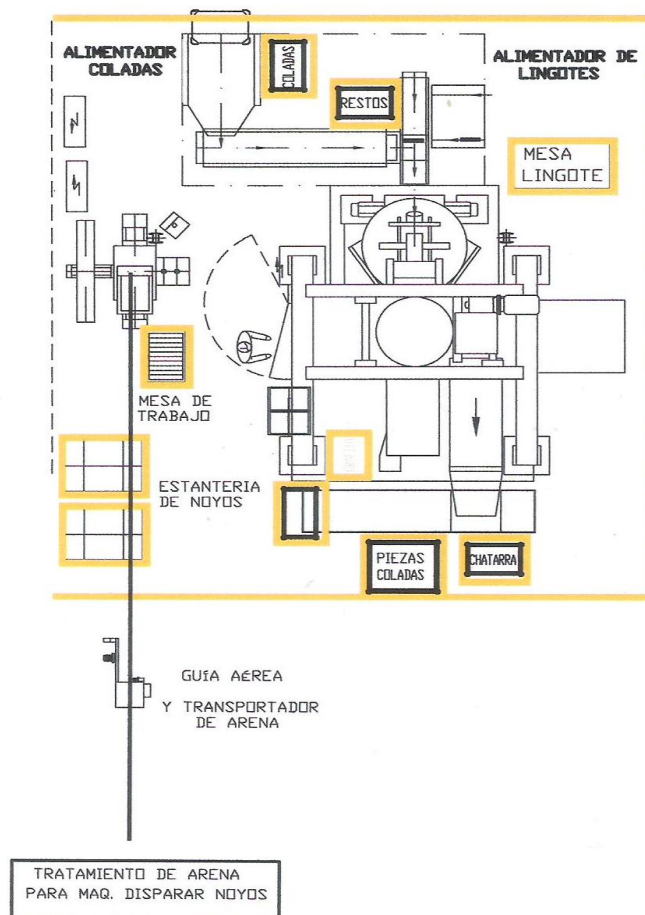 ALIMENTADOR
COLADAS
COLADAS
RESTOS
ALIMENTADOR DE
LINGOTES
MESA
LINGOTE
MESA DE
TRABAJO
ESTANTERIA
DE NOYOS
PIEZAS
COLADAS
CHATARRA
GUIA AÉREA
Y TRANSPORTADOR
DE ARENA
TRATAMIENTO DE ARENA
PARA MAQ. DISPARAR NOYOS